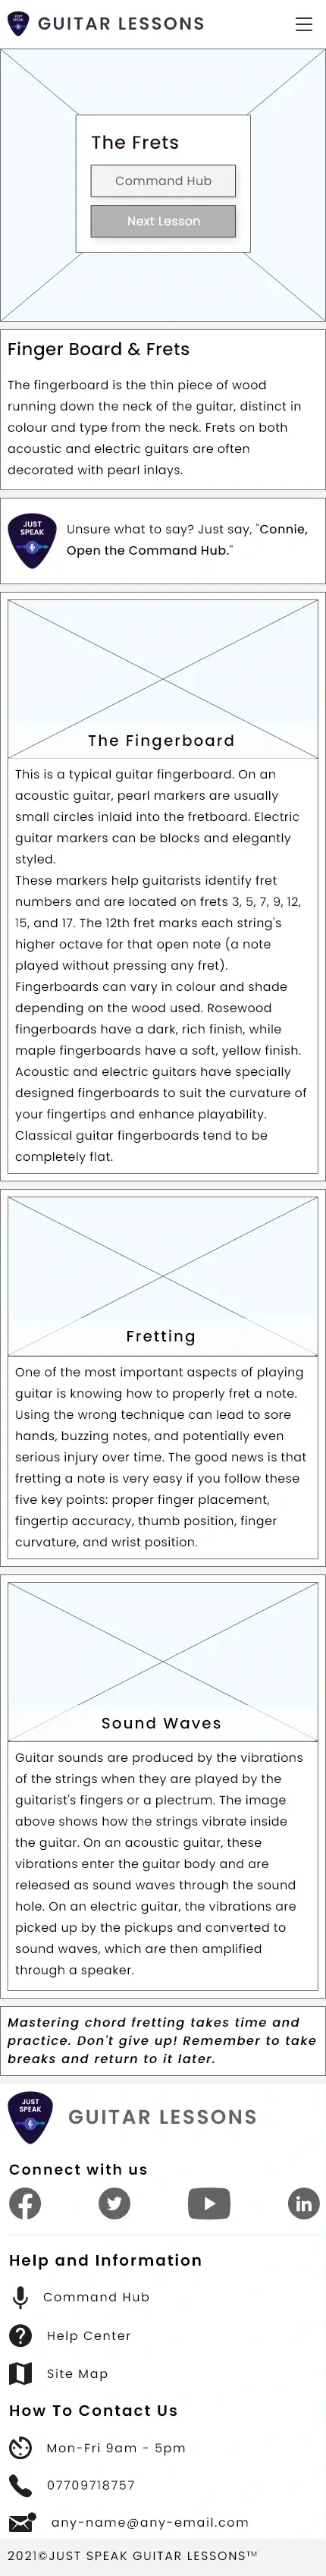 JUST
SPEAK
GUITAR LESSONS
The Frets
Command Hub
Next Lesson
Finger Board & Frets
The fingerboard is the thin piece of wood
running down the neck of the guitar, distinct in
colour and type from the neck. Frets on both
acoustic and electric guitars are often
decorated with pearl inlays.
JUST
SPEAK
Unsure what to say? Just say, "Connie,
Open the Command Hub."
The Fingerboard
This is a typical guitar fingerboard. On an
acoustic guitar, pearl markers are usually
small circles inlaid into the fretboard. Electric
guitar markers can be blocks and elegantly
styled.
These markers help guitarists identify fret
numbers and are located on frets 3, 5, 7, 9, 12,
15, and 17. The 12th fret marks each string's
higher octave for that open note (a note
played without pressing any fret).
Fingerboards can vary in colour and shade
depending on the wood used. Rosewood
fingerboards have a dark, rich finish, while
maple fingerboards have a soft, yellow finish.
Acoustic and electric guitars have specially
designed fingerboards to suit the curvature of
your fingertips and enhance playability.
Classical guitar fingerboards tend to be
completely flat.
Fretting
One of the most important aspects of playing
guitar is knowing how to properly fret a note.
Using the wrong technique can lead to sore
hands, buzzing notes, and potentially even
serious injury over time. The good news is that
fretting a note is very easy if you follow these
five key points: proper finger placement,
fingertip accuracy, thumb position, finger
curvature, and wrist position.
Sound Waves
Guitar sounds are produced by the vibrations
of the strings when they are played by the
guitarist's fingers or a plectrum. The image
above shows how the strings vibrate inside
the guitar. On an acoustic guitar, these
vibrations enter the guitar body and are
released as sound waves through the sound
hole. On an electric guitar, the vibrations are
picked up by the pickups and converted to
sound waves, which are then amplified
through a speaker.
Mastering chord fretting takes time and
practice. Don't give up! Remember to take
breaks and return to it later.
JUST
SPEAK
GUITAR LESSONS
Connect with us
Help and Information
Command Hub
Help Center
Site Map
How To Contact Us
Mon-Fri 9am - 5pm
07709718757
any-name@any-email.com
2021©JUST SPEAK GUITAR LESSONS™